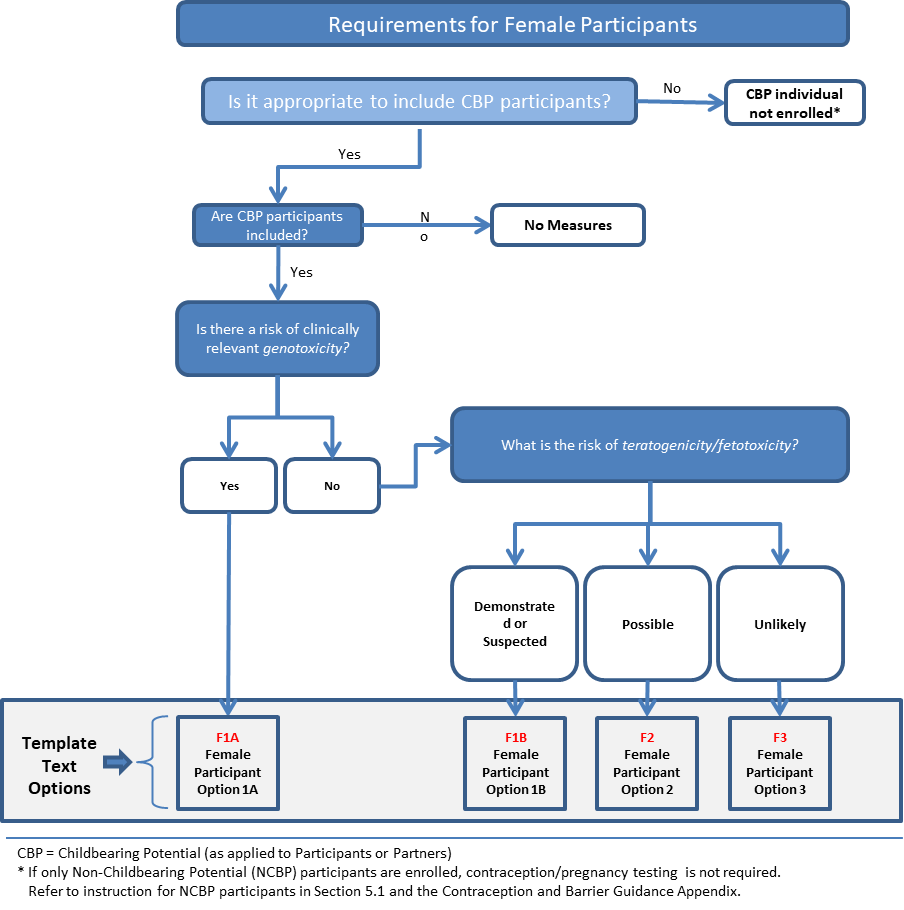 Requirements for Female Participants
Is it appropriate to include CBP participants?
No
CBP individual
not enrolled*
Yes
Are CBP participants
included?
N
o
No Measures
Yes
Is there a risk of clinically
relevant genotoxicity?
What is the risk of teratogenicity/fetotoxicity?
Yes
No
Demonstrate
d or
Suspected
Possible
Unlikely
Template
Text
Options
F1A
Female
Participant
Option 1A
F1B
Female
Participant
Option 1B
F2
Female
Participant
Option 2
F3
Female
Participant
Option 3
CBP = Childbearing Potential (as applied to Participants or Partners)
* If only Non-Childbearing Potential (NCBP) participants are enrolled, contraception/pregnancy testing is not required.
Refer to instruction for NCBP participants in Section 5.1 and the Contraception and Barrier Guidance Appendix.